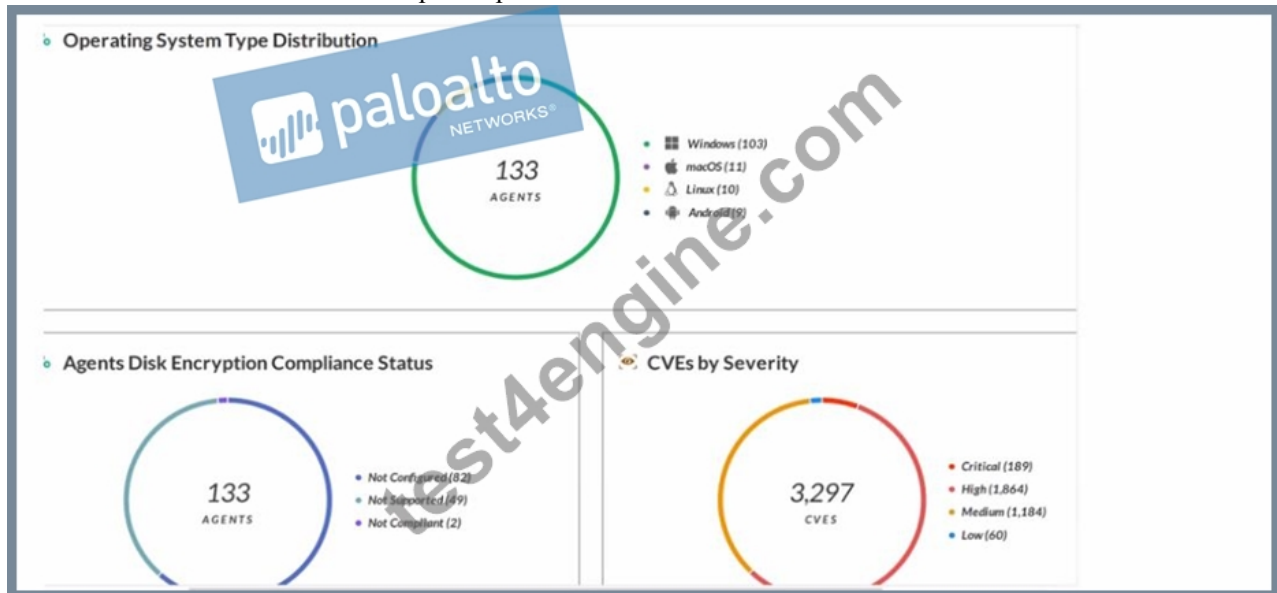 Operating System Type Distribution
paloalto
NETWORKS®
133
AGENTS
Windows (103)
macOS (11)
Linux (10)
Android (9)
test4engine.com
Agents Disk Encryption Compliance Status
133
AGENTS
Not Configured (82)
Not Supported (49)
Not Compliant (2)
CVEs by Severity
3,297
CVES
Critical (189)
High (1,864)
Medium (1,184)
Low (60)